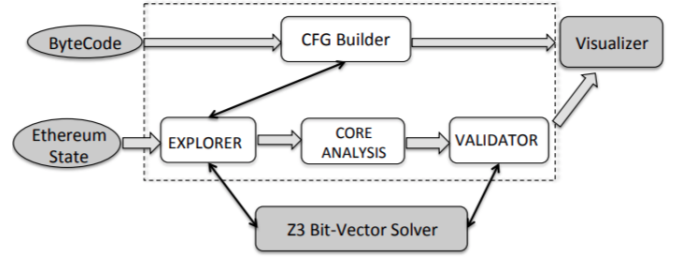 ByteCode
CFG Builder
Visualizer
Ethereum
State
EXPLORER
CORE
ANALYSIS
VALIDATOR
Z3 Bit-Vector Solver